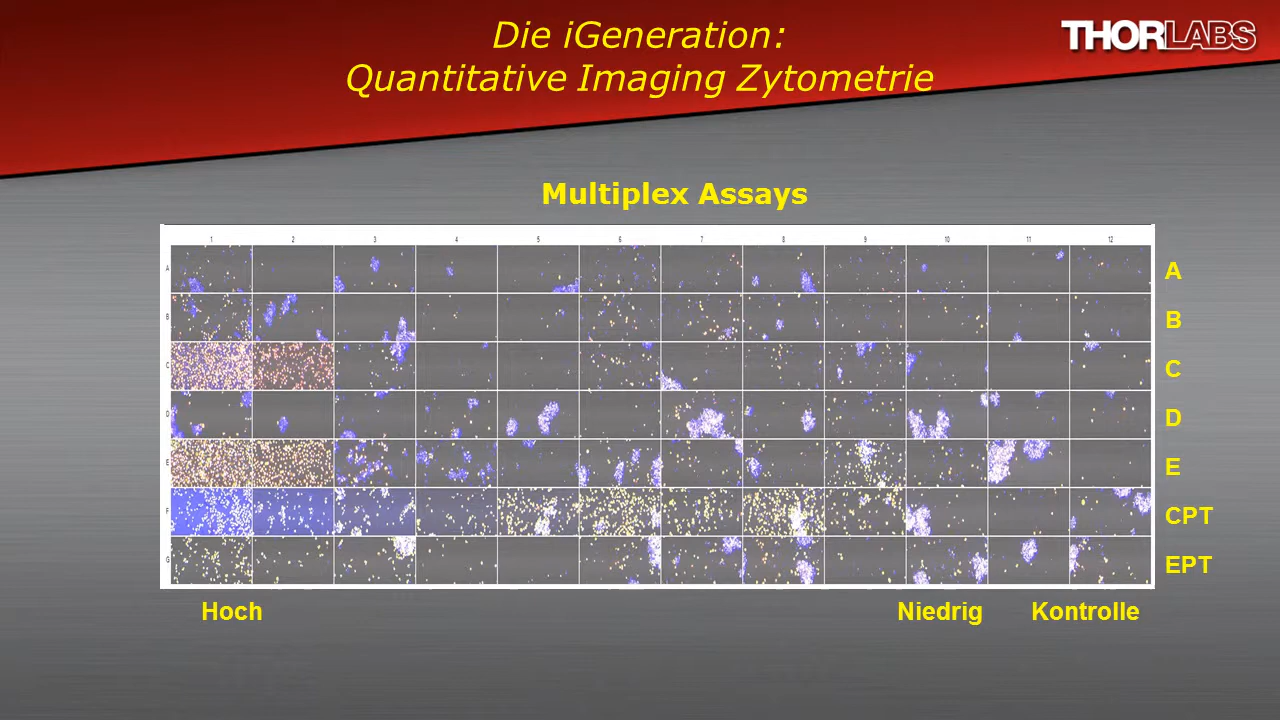 Die iGeneration:
Quantitative Imaging Zytometrie
THORLABS
Multiplex Assays
1 2 3 4 5 6 7 8 9 10 11 12
A A
B B
C C
D D
E E
F CPT
G EPT
Hoch Niedrig Kontrolle